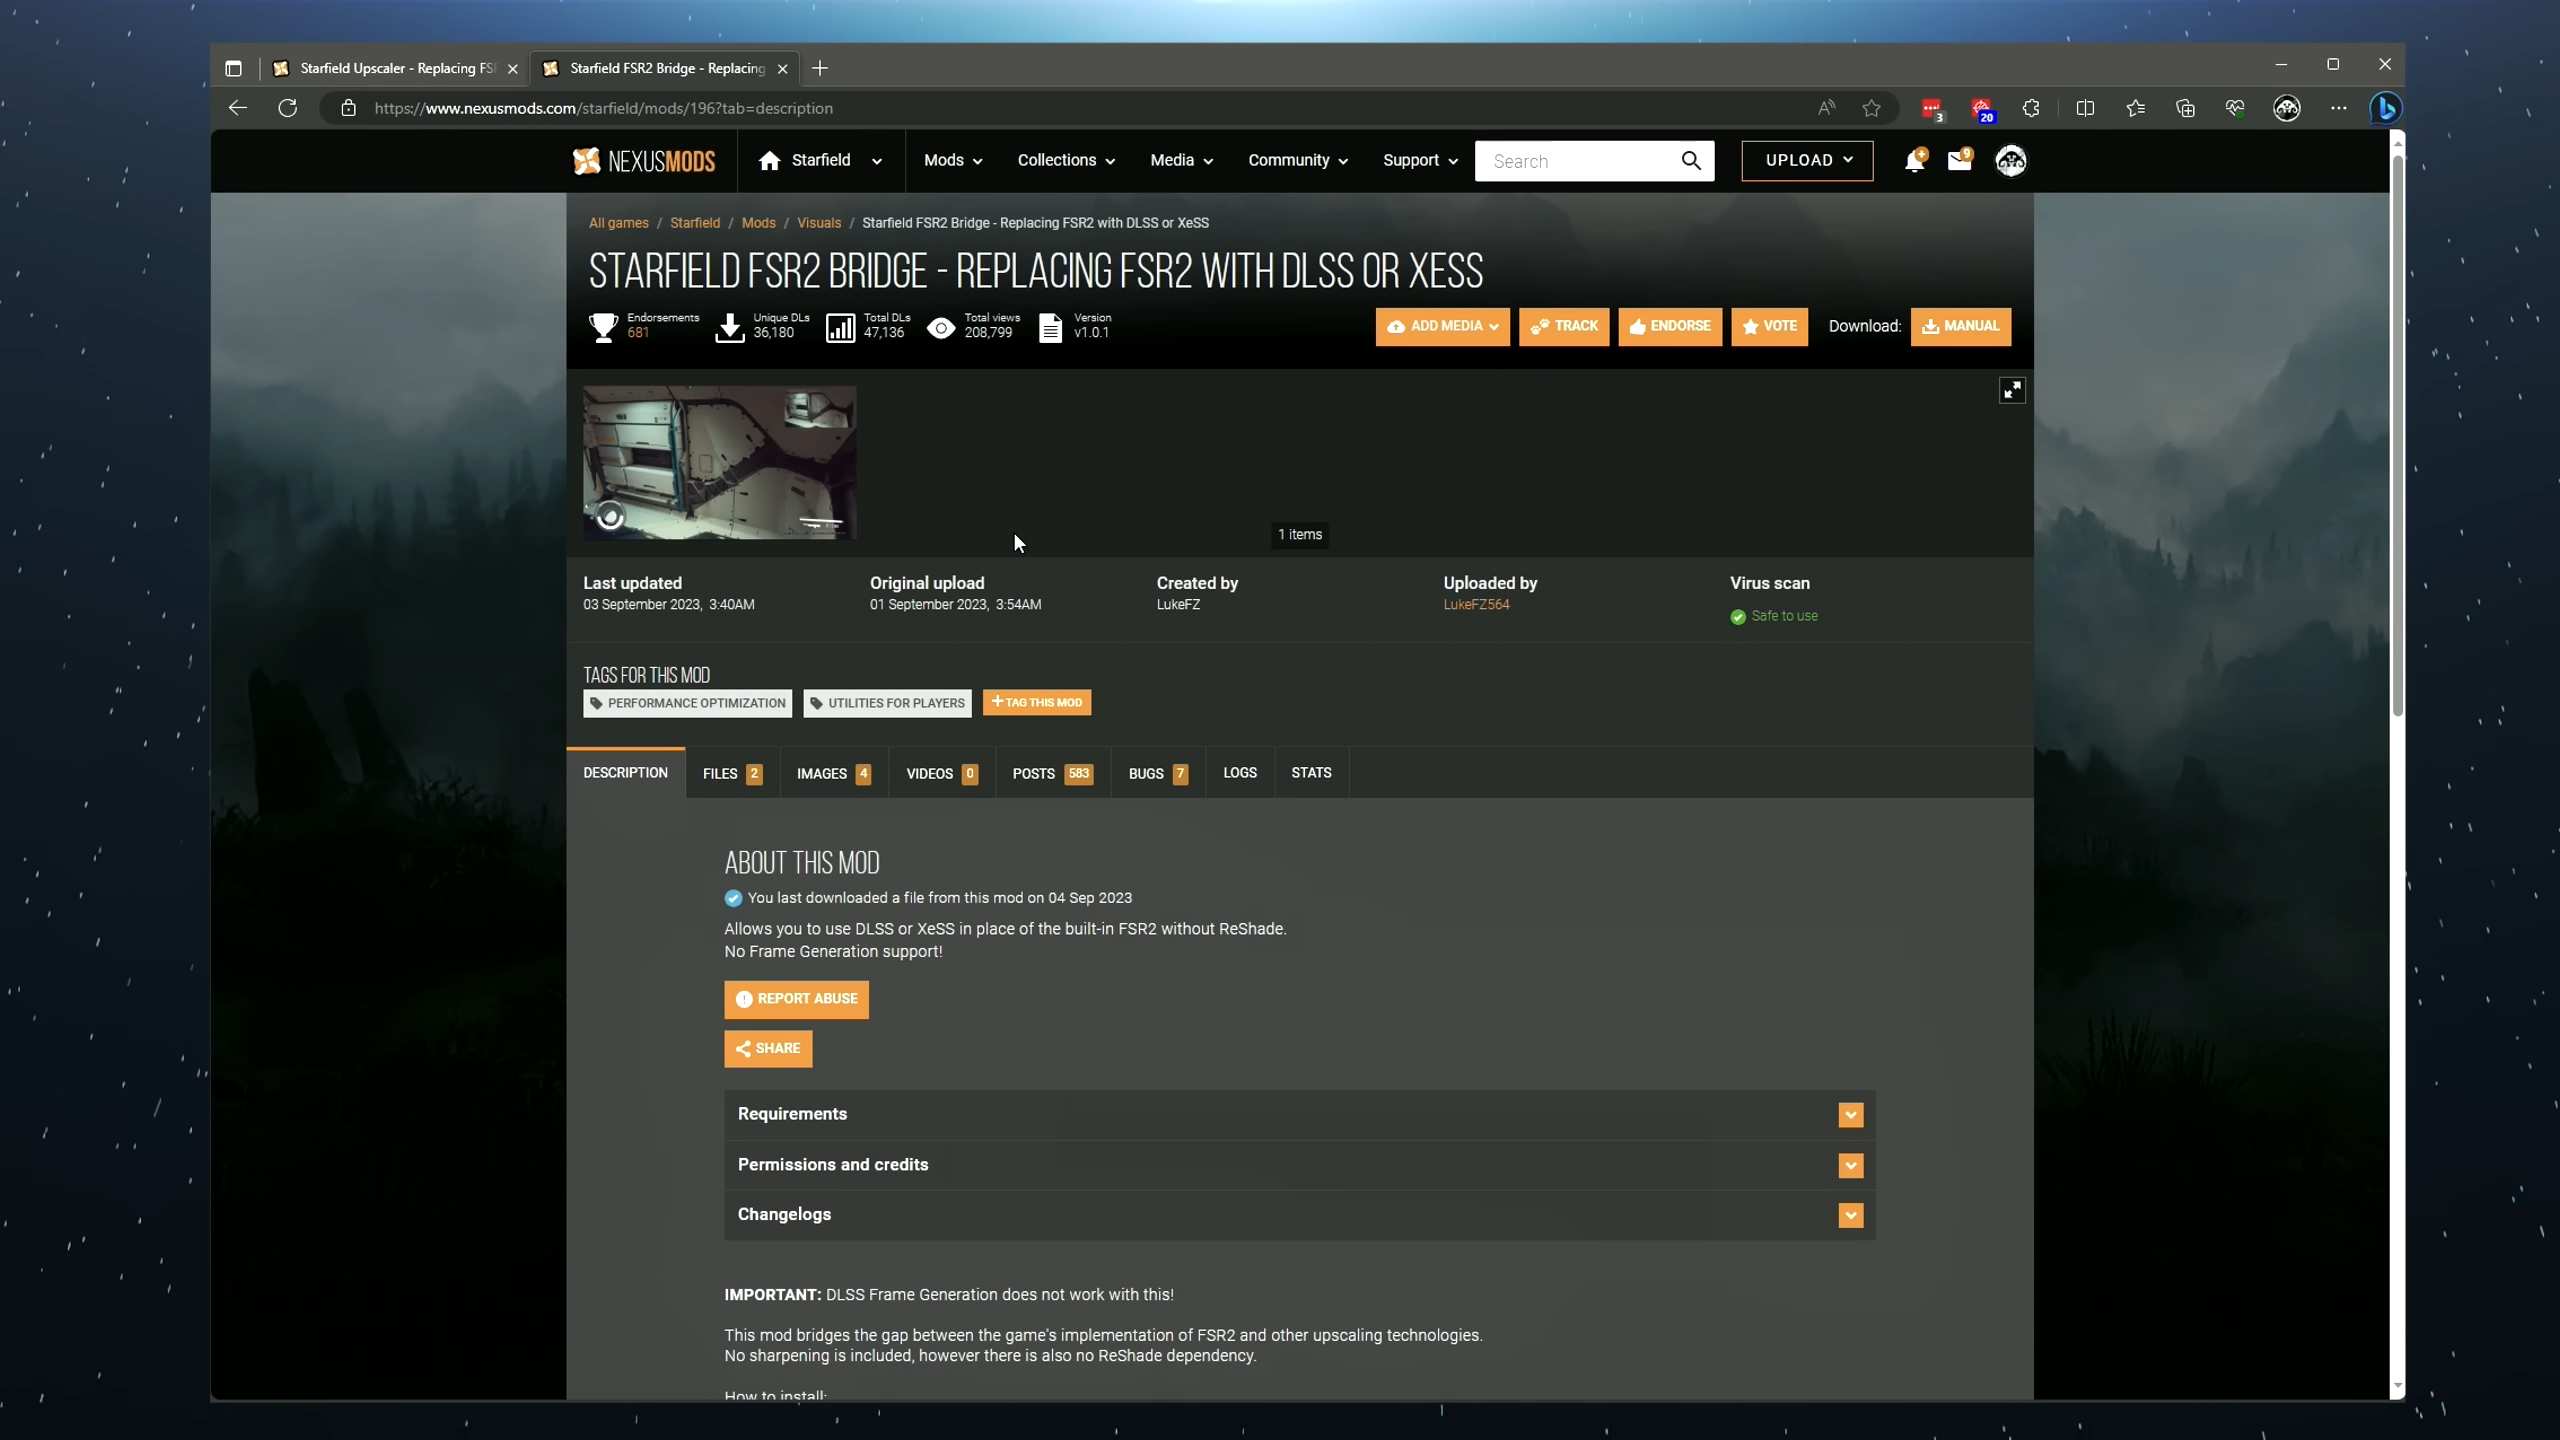 Starfield Upscaler - Replacing FSR
Starfield FSR2 Bridge - Replacing
https://www.nexusmods.com/starfield/mods/196?tab=description
3
20
NEXUSMODS
Starfield
Mods
Collections
Media
Community
Support
Search
UPLOAD
9
All games / Starfield / Mods / Visuals / Starfield FSR2 Bridge - Replacing FSR2 with DLSS or XeSS
STARFIELD FSR2 BRIDGE - REPLACING FSR2 WITH DLSS OR XESS
Endorsements
681
Unique DLs
36,180
Total DLs
47,136
Total views
208,799
Version
v1.0.1
ADD MEDIA
TRACK
ENDORSE
VOTE
Download:
MANUAL
1 items
Last updated
03 September 2023, 3:40AM
Original upload
01 September 2023, 3:54AM
Created by
LukeFZ
Uploaded by
LukeFZ564
Virus scan
Safe to use
TAGS FOR THIS MOD
PERFORMANCE OPTIMIZATION
UTILITIES FOR PLAYERS
+TAG THIS MOD
DESCRIPTION
FILES 2
IMAGES 4
VIDEOS 0
POSTS 583
BUGS 7
LOGS
STATS
ABOUT THIS MOD
You last downloaded a file from this mod on 04 Sep 2023
Allows you to use DLSS or XeSS in place of the built-in FSR2 without ReShade.
No Frame Generation support!
REPORT ABUSE
SHARE
Requirements
Permissions and credits
Changelogs
IMPORTANT: DLSS Frame Generation does not work with this!
This mod bridges the gap between the game's implementation of FSR2 and other upscaling technologies.
No sharpening is included, however there is also no ReShade dependency.
How to install: